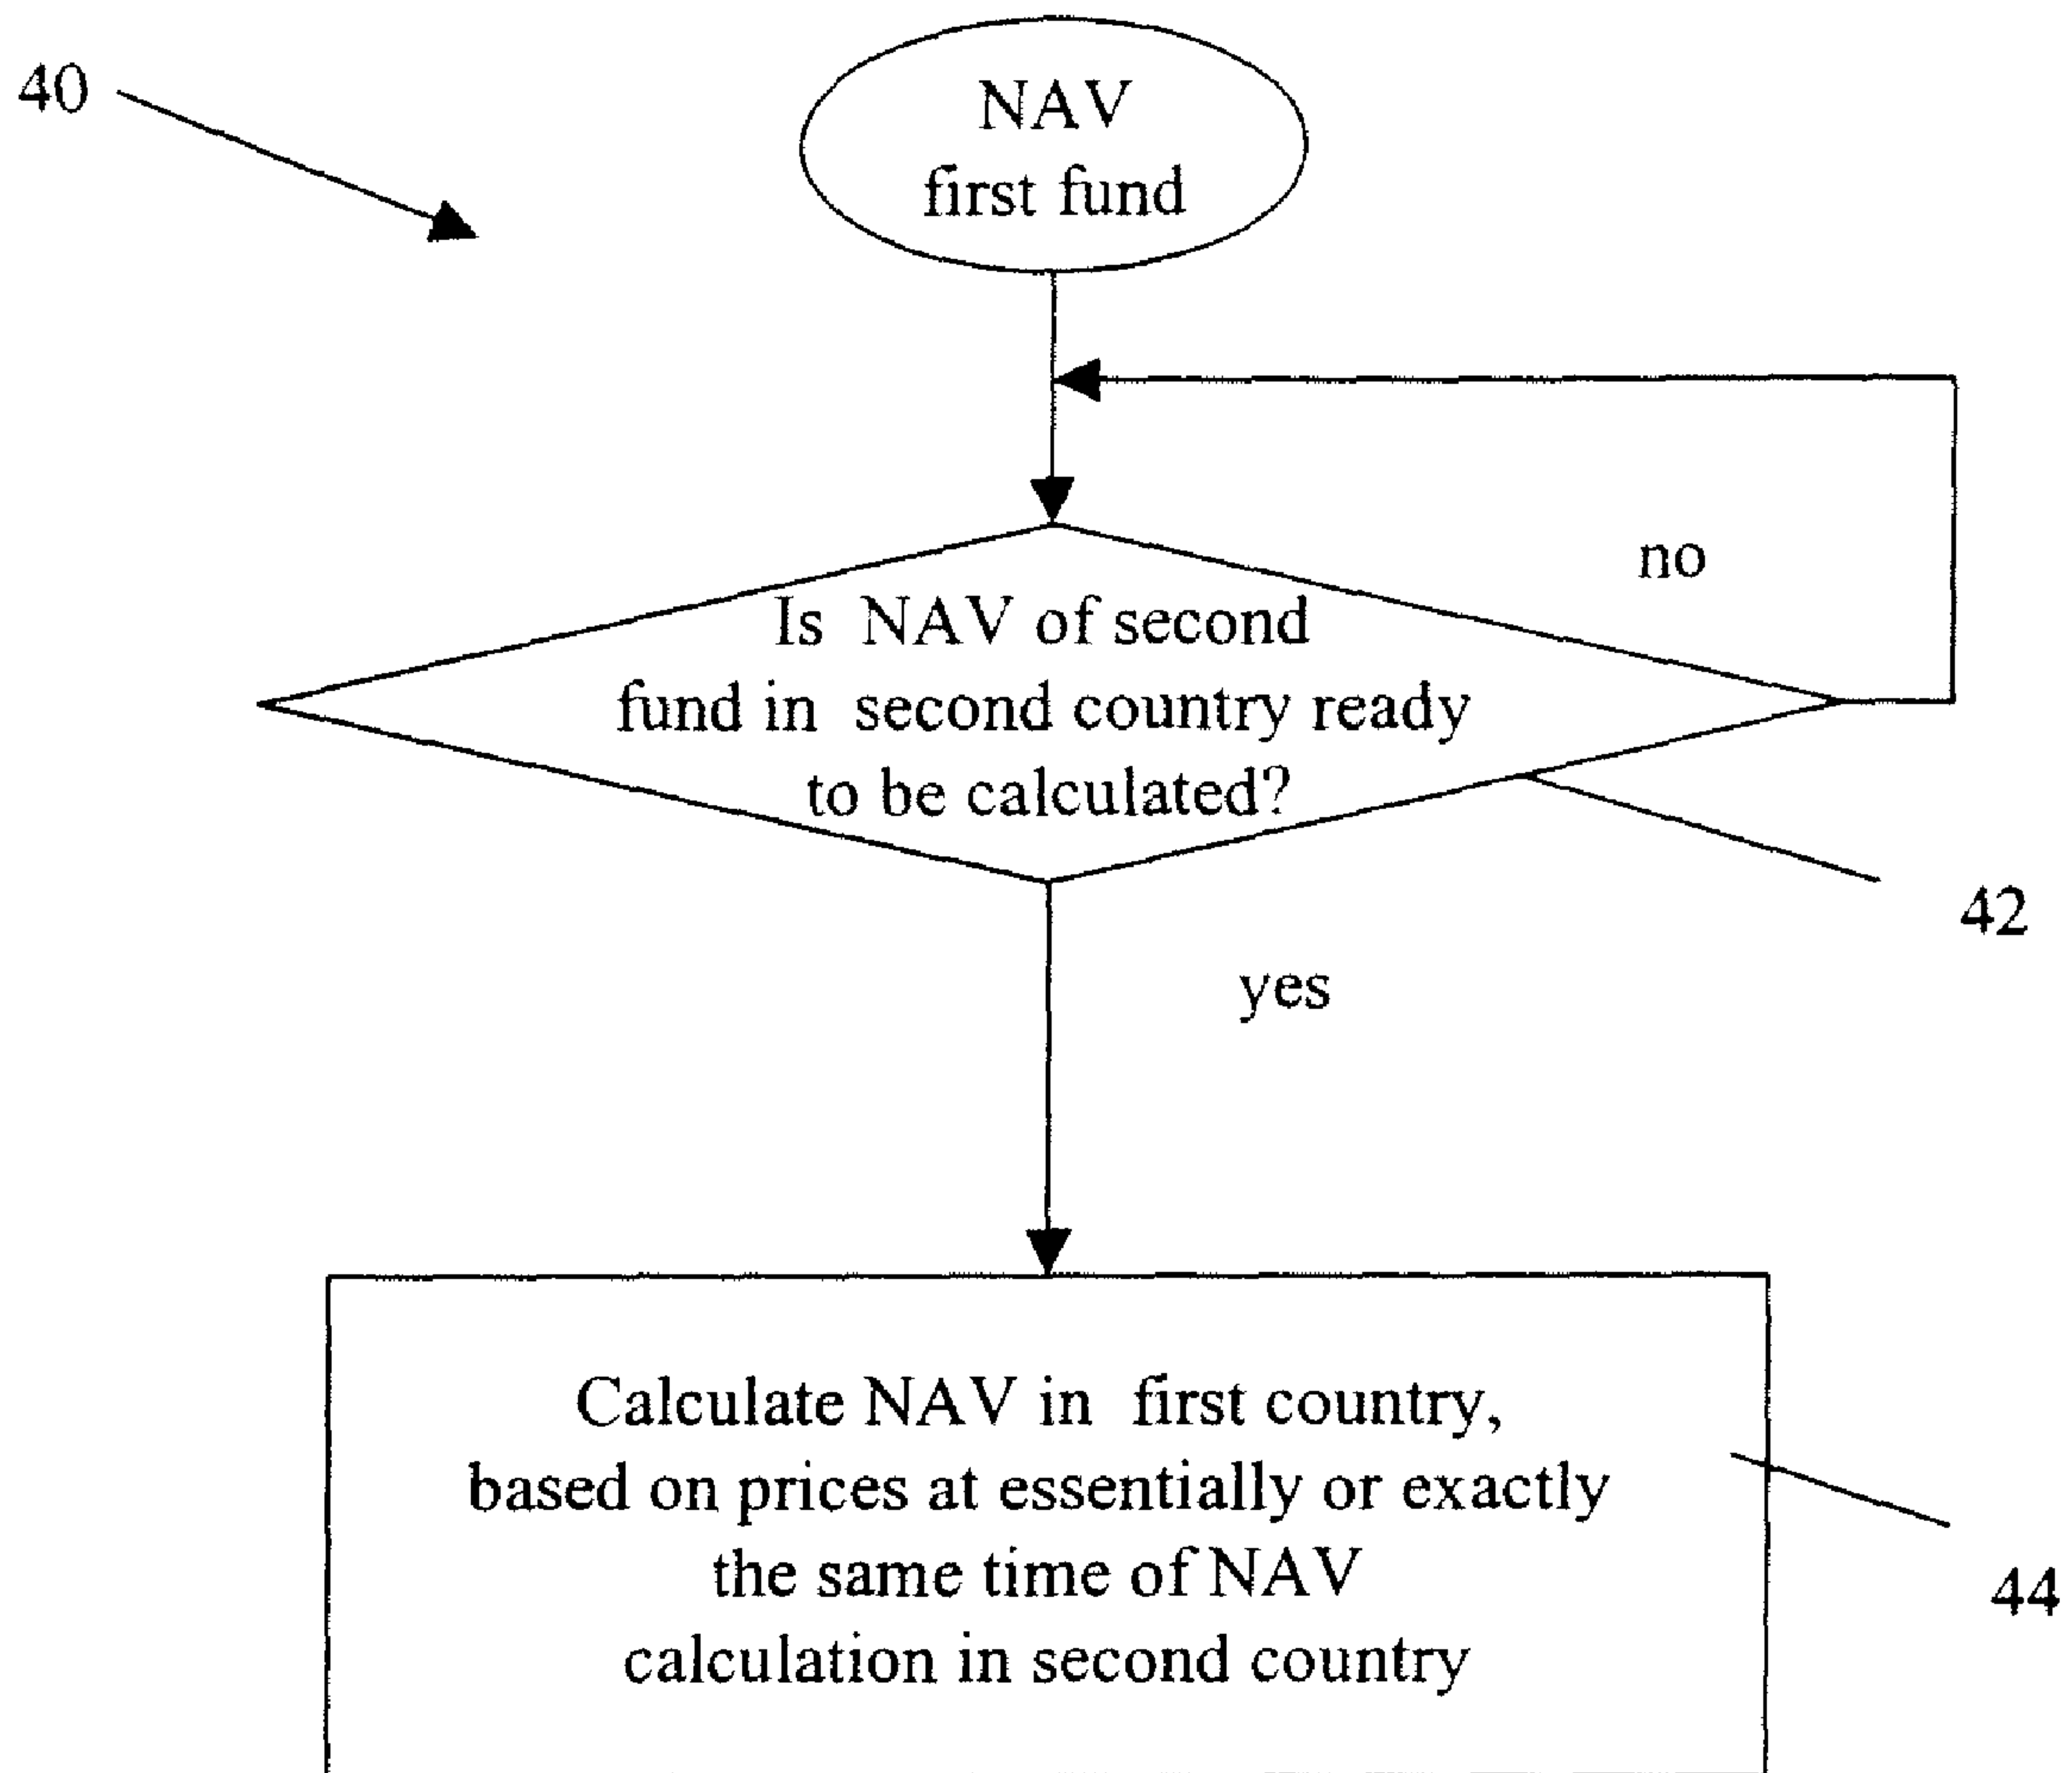 40
NAV
first fund
no
Is NAV of second
fund in second country ready
to be calculated?
42
yes
Calculate NAV in first country,
based on prices at essentially or exactly
the same time of NAV
calculation in second country
44